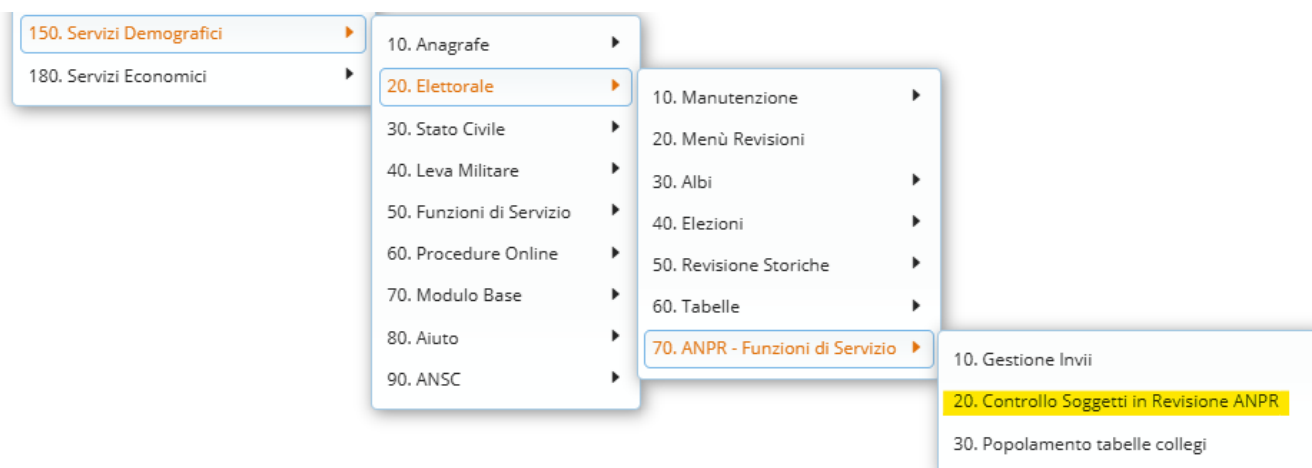 150. Servizi Demografici
180. Servizi Economici
10. Anagrafe
20. Elettorale
30. Stato Civile
40. Leva Militare
50. Funzioni di Servizio
60. Procedure Online
70. Modulo Base
80. Aiuto
90. ANSC
10. Manutenzione
20. Menù Revisioni
30. Albi
40. Elezioni
50. Revisione Storiche
60. Tabelle
70. ANPR - Funzioni di Servizio
10. Gestione Invii
20. Controllo Soggetti in Revisione ANPR
30. Popolamento tabelle collegi